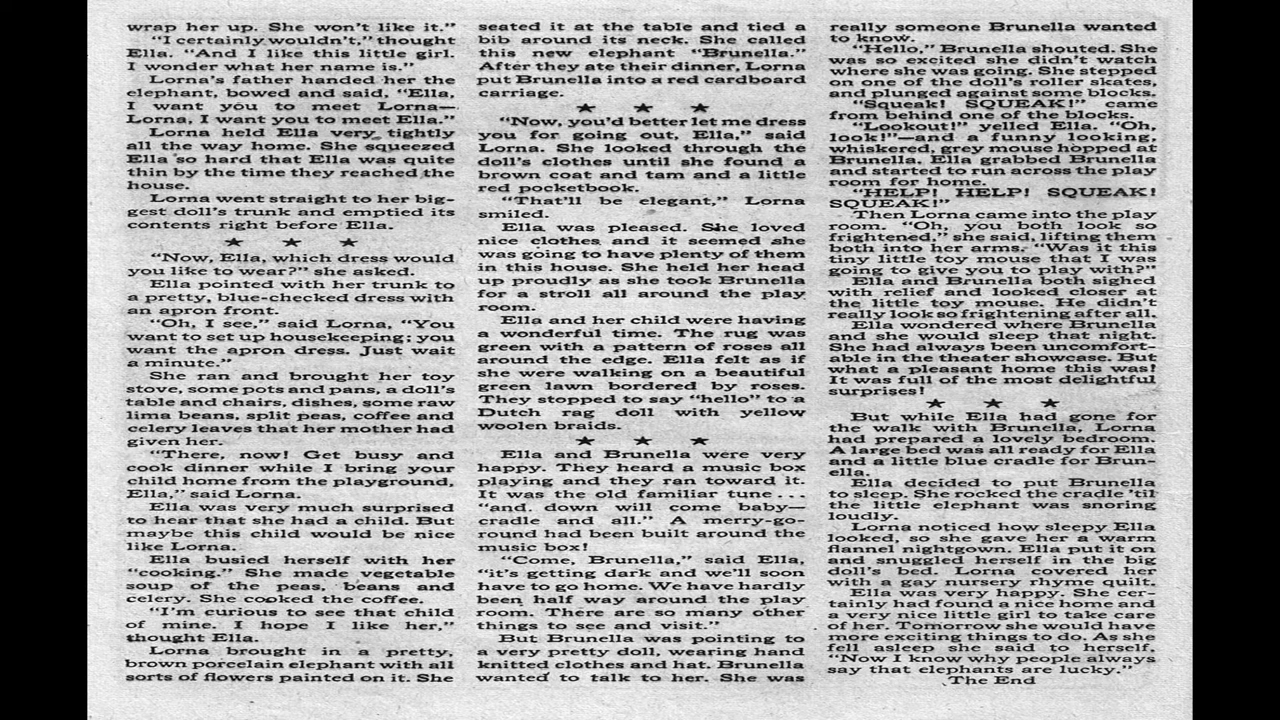 wrap her up. She won't like it."
"I certainly wouldn't," thought
Ella. "And I like this little girl.
I wonder what her name is."
Lorna's father handed her the
elephant, bowed and said, "Ella,
I want you to meet Lorna—
Lorna, I want you to meet Ella."
Lorna held Ella very tightly
all the way home. She squeezed
Ella so hard that Ella was quite
thin by the time they reached the
house.
Lorna went straight to her big-
gest doll's trunk and emptied its
contents right before Ella.
★ ★ ★
"Now, Ella, which dress would
you like to wear?" she asked.
Ella pointed with her trunk to
a pretty, blue-checked dress with
an apron front.
"Oh, I see," said Lorna, "You
want to set up housekeeping; you
want the apron dress. Just wait
a minute."
She ran and brought her toy
stove, some pots and pans, a doll's
table and chairs, dishes, some raw
lima beans, split peas, coffee and
celery leaves that her mother had
given her.
"There, now! Get busy and
cook dinner while I bring your
child home from the playground,
Ella," said Lorna.
Ella was very much surprised
to hear that she had a child. But
maybe this child would be nice
like Lorna.
Ella busied herself with her
"cooking." She made vegetable
soup of the peas, beans and
celery. She cooked the coffee.
"I'm curious to see that child
of mine. I hope I like her,"
thought Ella.
Lorna brought in a pretty,
brown porcelain elephant with all
sorts of flowers painted on it. She
seated it at the table and tied a
bib around its neck. She called
this new elephant "Brunella."
After they ate their dinner, Lorna
put Brunella into a red cardboard
carriage.
★ ★ ★
"Now, you'd better let me dress
you for going out, Ella," said
Lorna. She looked through the
doll's clothes until she found a
brown coat and tam and a little
red pocketbook.
"That'll be elegant," Lorna
smiled.
Ella was pleased. She loved
nice clothes and it seemed she
was going to have plenty of them
in this house. She held her head
up proudly as she took Brunella
for a stroll all around the play
room.
Ella and her child were having
a wonderful time. The rug was
green with a pattern of roses all
around the edge. Ella felt as if
she were walking on a beautiful
green lawn bordered by roses.
They stopped to say "hello" to a
Dutch rag doll with yellow
woolen braids.
★ ★ ★
Ella and Brunella were very
happy. They heard a music box
playing and they ran toward it.
It was the old familiar tune...
"and. down will come baby—
cradle and all." A merry-go-
round had been built around the
music box!
"Come, Brunella," said Ella,
"it's getting dark and we'll soon
have to go home. We have hardly
been half way around the play
room. There are so many other
things to see and visit."
But Brunella was pointing to
a very pretty doll, wearing hand
knitted clothes and hat. Brunella
wanted to talk to her. She was
really someone Brunella wanted
to know.
"Hello," Brunella shouted. She
was so excited she didn't watch
where she was going. She stepped
on one of the doll's roller skates,
and plunged against some blocks.
"Squeak! SQUEAK!" came
from behind one of the blocks.
"Lookout!" yelled Ella. "Oh,
look!"—and a funny looking,
whiskered, grey mouse hopped at
Brunella. Ella grabbed Brunella
and started to run across the play
room for home.
"HELP! HELP! SQUEAK!
SQUEAK!"
Then Lorna came into the play
room. "Oh, you both look so
frightened," she said, lifting them
both into her arms. "Was it this
tiny little toy mouse that I was
going to give you to play with?"
Ella and Brunella both sighed
with relief and looked closer at
the little toy mouse. He didn't
really look so frightening after all.
Ella wondered where Brunella
and she would sleep that night.
She had always been uncomfort-
able in the theater showcase. But
what a pleasant home this was!
It was full of the most delightful
surprises!
★ ★ ★
But while Ella had gone for
the walk with Brunella, Lorna
had prepared a lovely bedroom.
A large bed was all ready for Ella
and a little blue cradle for Brun-
ella.
Ella decided to put Brunella
to sleep. She rocked the cradle 'til
the little elephant was snoring
loudly.
Lorna noticed how sleepy Ella
looked, so she gave her a warm
flannel nightgown. Ella put it on
and snuggled herself in the big
doll's bed. Lorna covered her
with a gay nursery rhyme quilt.
Ella was very happy. She cer-
tainly had found a nice home and
a very nice little girl to take care
of her. Tomorrow she would have
more exciting things to do. As she
fell asleep she said to herself,
"Now I know why people always
say that elephants are lucky."
The End